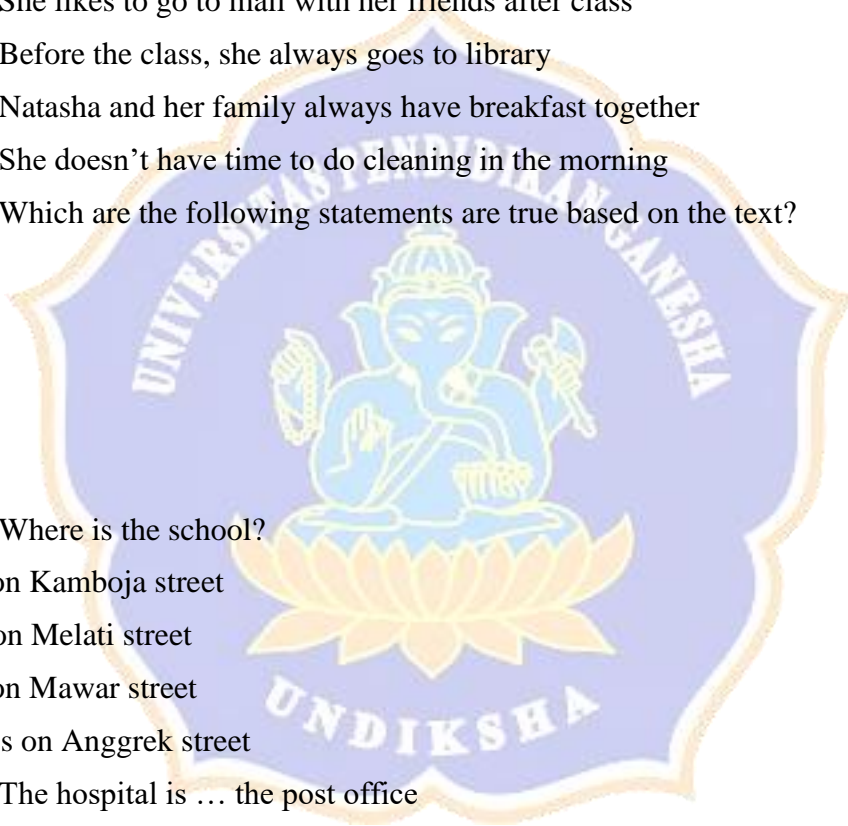 She likes to go to mall with her friends after class
Before the class, she always goes to library
Natasha and her family always have breakfast together
She doesn’t have time to do cleaning in the morning
Which are the following statements are true based on the text?
UNIVERSITAS PENDIDIKAN GANESHA
Where is the school?
on Kamboja street
on Melati street
on Mawar street
s on Anggrek street
UNDIKSHA
The hospital is … the post office